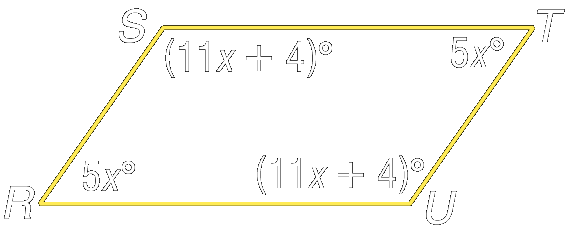 S T
(11x + 4)° 5x°
5x° (11x + 4)°
R U